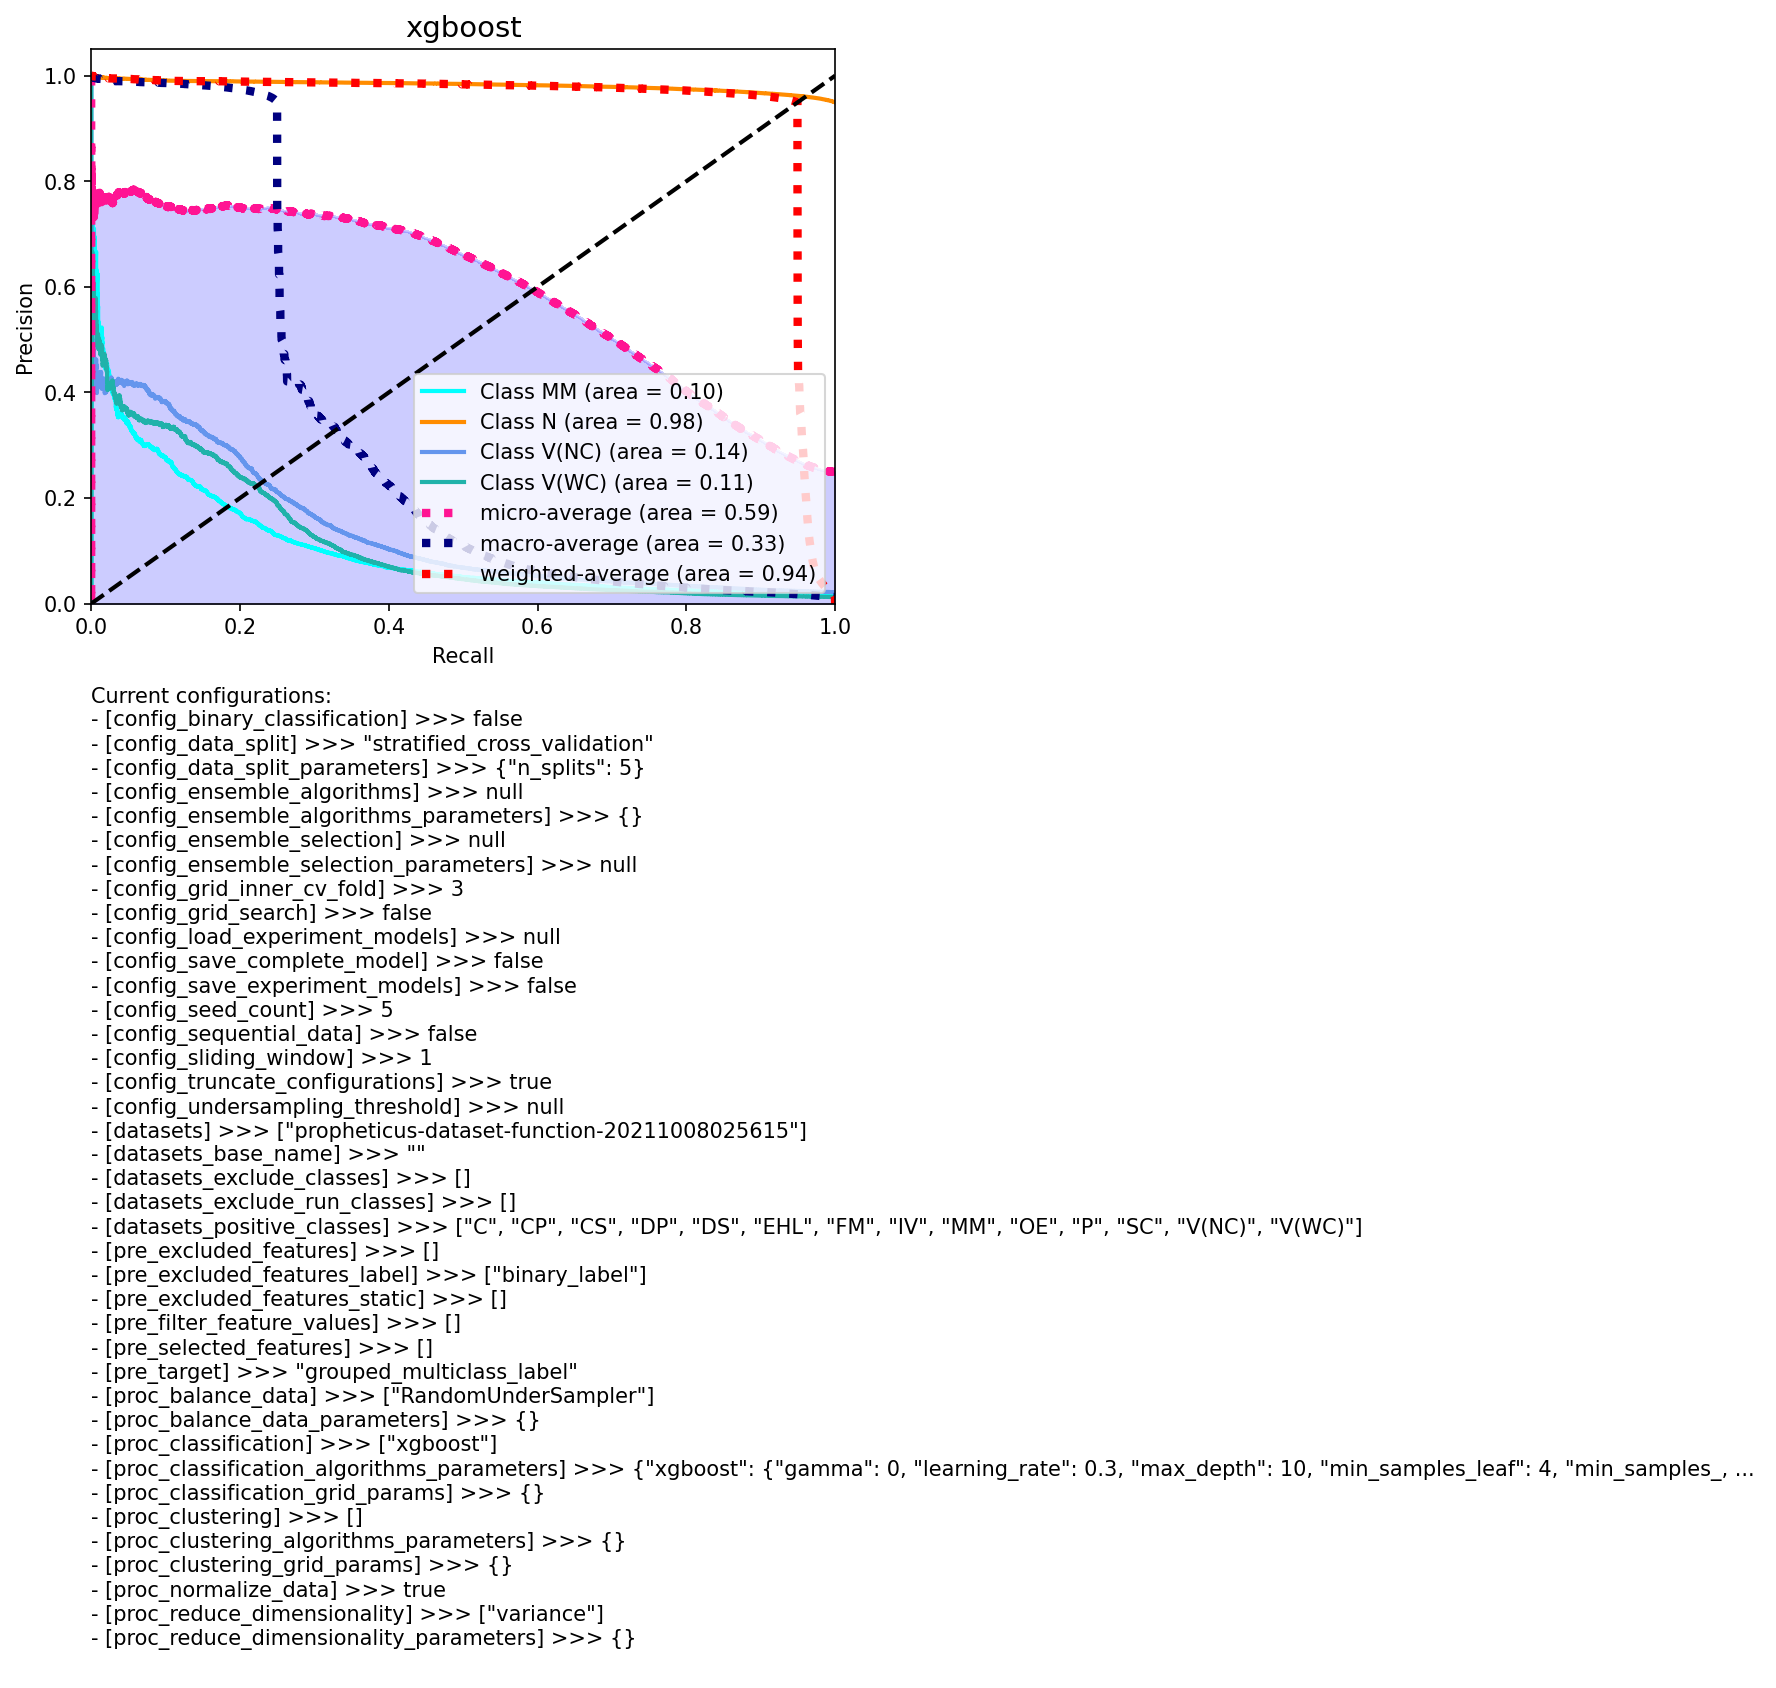 xgboost
1.0
0.8
0.6
0.4
0.2
0.0
Precision
Class MM (area = 0.10)
Class N (area = 0.98)
Class V(NC) (area = 0.14)
Class V(WC) (area = 0.11)
micro-average (area = 0.59)
macro-average (area = 0.33)
weighted-average (area = 0.94)
0.0 0.2 0.4 0.6 0.8 1.0
Recall
Current configurations:
- [config_binary_classification] >>> false
- [config_data_split] >>> "stratified_cross_validation"
- [config_data_split_parameters] >>> {"n_splits": 5}
- [config_ensemble_algorithms] >>> null
- [config_ensemble_algorithms_parameters] >>> {}
- [config_ensemble_selection] >>> null
- [config_ensemble_selection_parameters] >>> null
- [config_grid_inner_cv_fold] >>> 3
- [config_grid_search] >>> false
- [config_load_experiment_models] >>> null
- [config_save_complete_model] >>> false
- [config_save_experiment_models] >>> false
- [config_seed_count] >>> 5
- [config_sequential_data] >>> false
- [config_sliding_window] >>> 1
- [config_truncate_configurations] >>> true
- [config_undersampling_threshold] >>> null
- [datasets] >>> ["propheticus-dataset-function-20211008025615"]
- [datasets_base_name] >>> ""
- [datasets_exclude_classes] >>> []
- [datasets_exclude_run_classes] >>> []
- [datasets_positive_classes] >>> ["C", "CP", "CS", "DP", "DS", "EHL", "FM", "IV", "MM", "OE", "P", "SC", "V(NC)", "V(WC)"]
- [pre_excluded_features] >>> []
- [pre_excluded_features_label] >>> ["binary_label"]
- [pre_excluded_features_static] >>> []
- [pre_filter_feature_values] >>> []
- [pre_selected_features] >>> []
- [pre_target] >>> "grouped_multiclass_label"
- [proc_balance_data] >>> ["RandomUnderSampler"]
- [proc_balance_data_parameters] >>> {}
- [proc_classification] >>> ["xgboost"]
- [proc_classification_algorithms_parameters] >>> {"xgboost": {"gamma": 0, "learning_rate": 0.3, "max_depth": 10, "min_samples_leaf": 4, "min_samples_, ...
- [proc_classification_grid_params] >>> {}
- [proc_clustering] >>> []
- [proc_clustering_algorithms_parameters] >>> {}
- [proc_clustering_grid_params] >>> {}
- [proc_normalize_data] >>> true
- [proc_reduce_dimensionality] >>> ["variance"]
- [proc_reduce_dimensionality_parameters] >>> {}